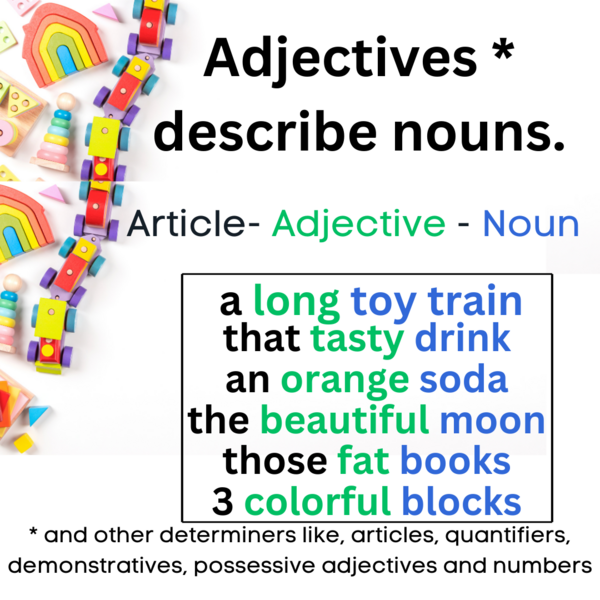 Adjectives *
describe nouns.
Article- Adjective - Noun
a long toy train
that tasty drink
an orange soda
the beautiful moon
those fat books
3 colorful blocks
* and other determiners like, articles, quantifiers,
demonstratives, possessive adjectives and numbers